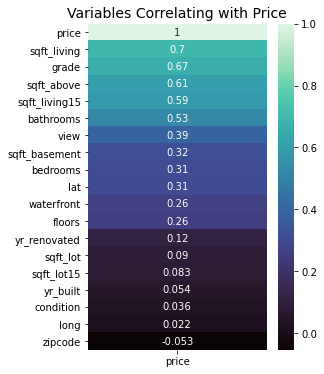 Variables Correlating with Price
price 1
sqft_living 0.7
grade 0.67
sqft_above 0.61
sqft_living15 0.59
bathrooms 0.53
view 0.39
sqft_basement 0.32
bedrooms 0.31
lat 0.31
waterfront 0.26
floors 0.26
yr_renovated 0.12
sqft_lot 0.09
sqft_lot15 0.083
yr_built 0.054
condition 0.036
long 0.022
zipcode -0.053
price
1.0
0.8
0.6
0.4
0.2
0.0